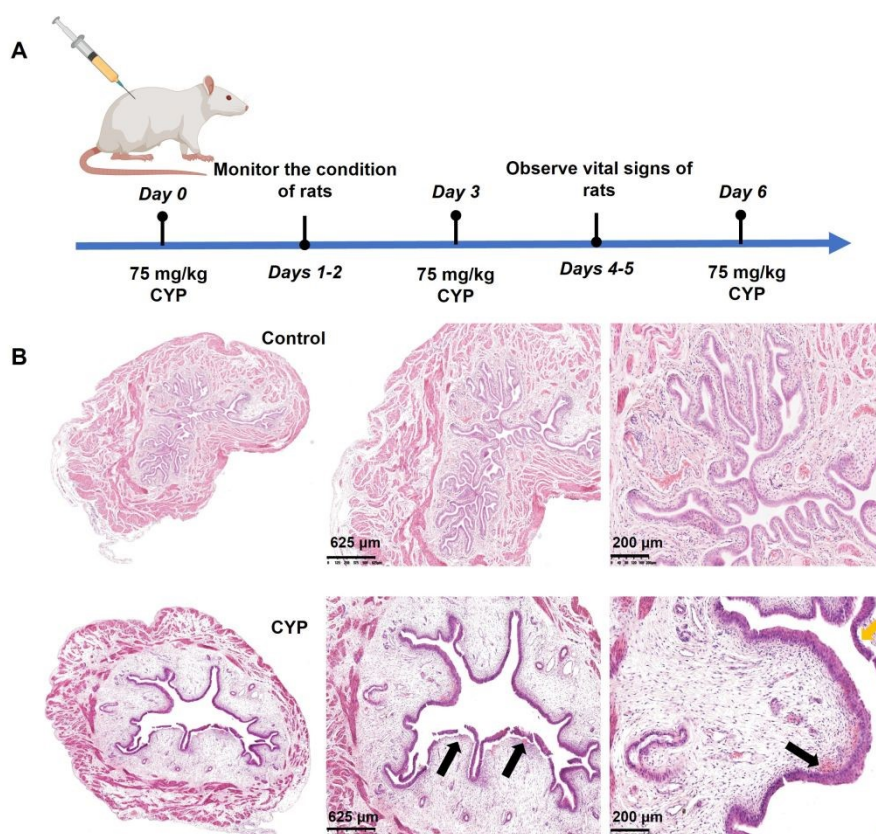 A
Monitor the condition
of rats
Observe vital signs of
rats
Day 0
Day 3
Day 6
75 mg/kg
CYP
Days 1-2
75 mg/kg
CYP
Days 4-5
75 mg/kg
CYP
B
Control
625 µm
200 µm
CYP
625 µm
200 µm